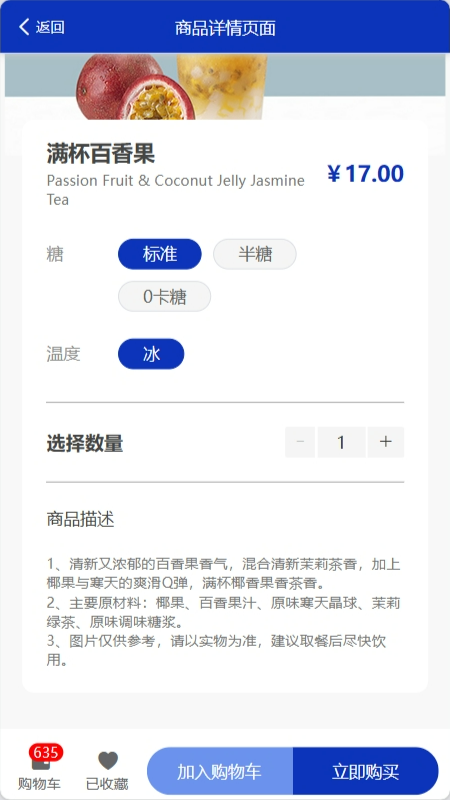 返回
商品详情页面
满杯百香果
Passion Fruit & Coconut Jelly Jasmine
Tea
¥17.00
糖
标准
半糖
0卡糖
温度
冰
选择数量
- 1 +
商品描述
1、清新又浓郁的百香果香气，混合清新茉莉茶香，加上
椰果与寒天的爽滑Q弹，满杯椰香果香茶香。
2、主要原材料：椰果、百香果汁、原味寒天晶球、茉莉
绿茶、原味调味糖浆。
3、图片仅供参考，请以实物为准，建议取餐后尽快饮
用。
635
购物车
已收藏
加入购物车
立即购买